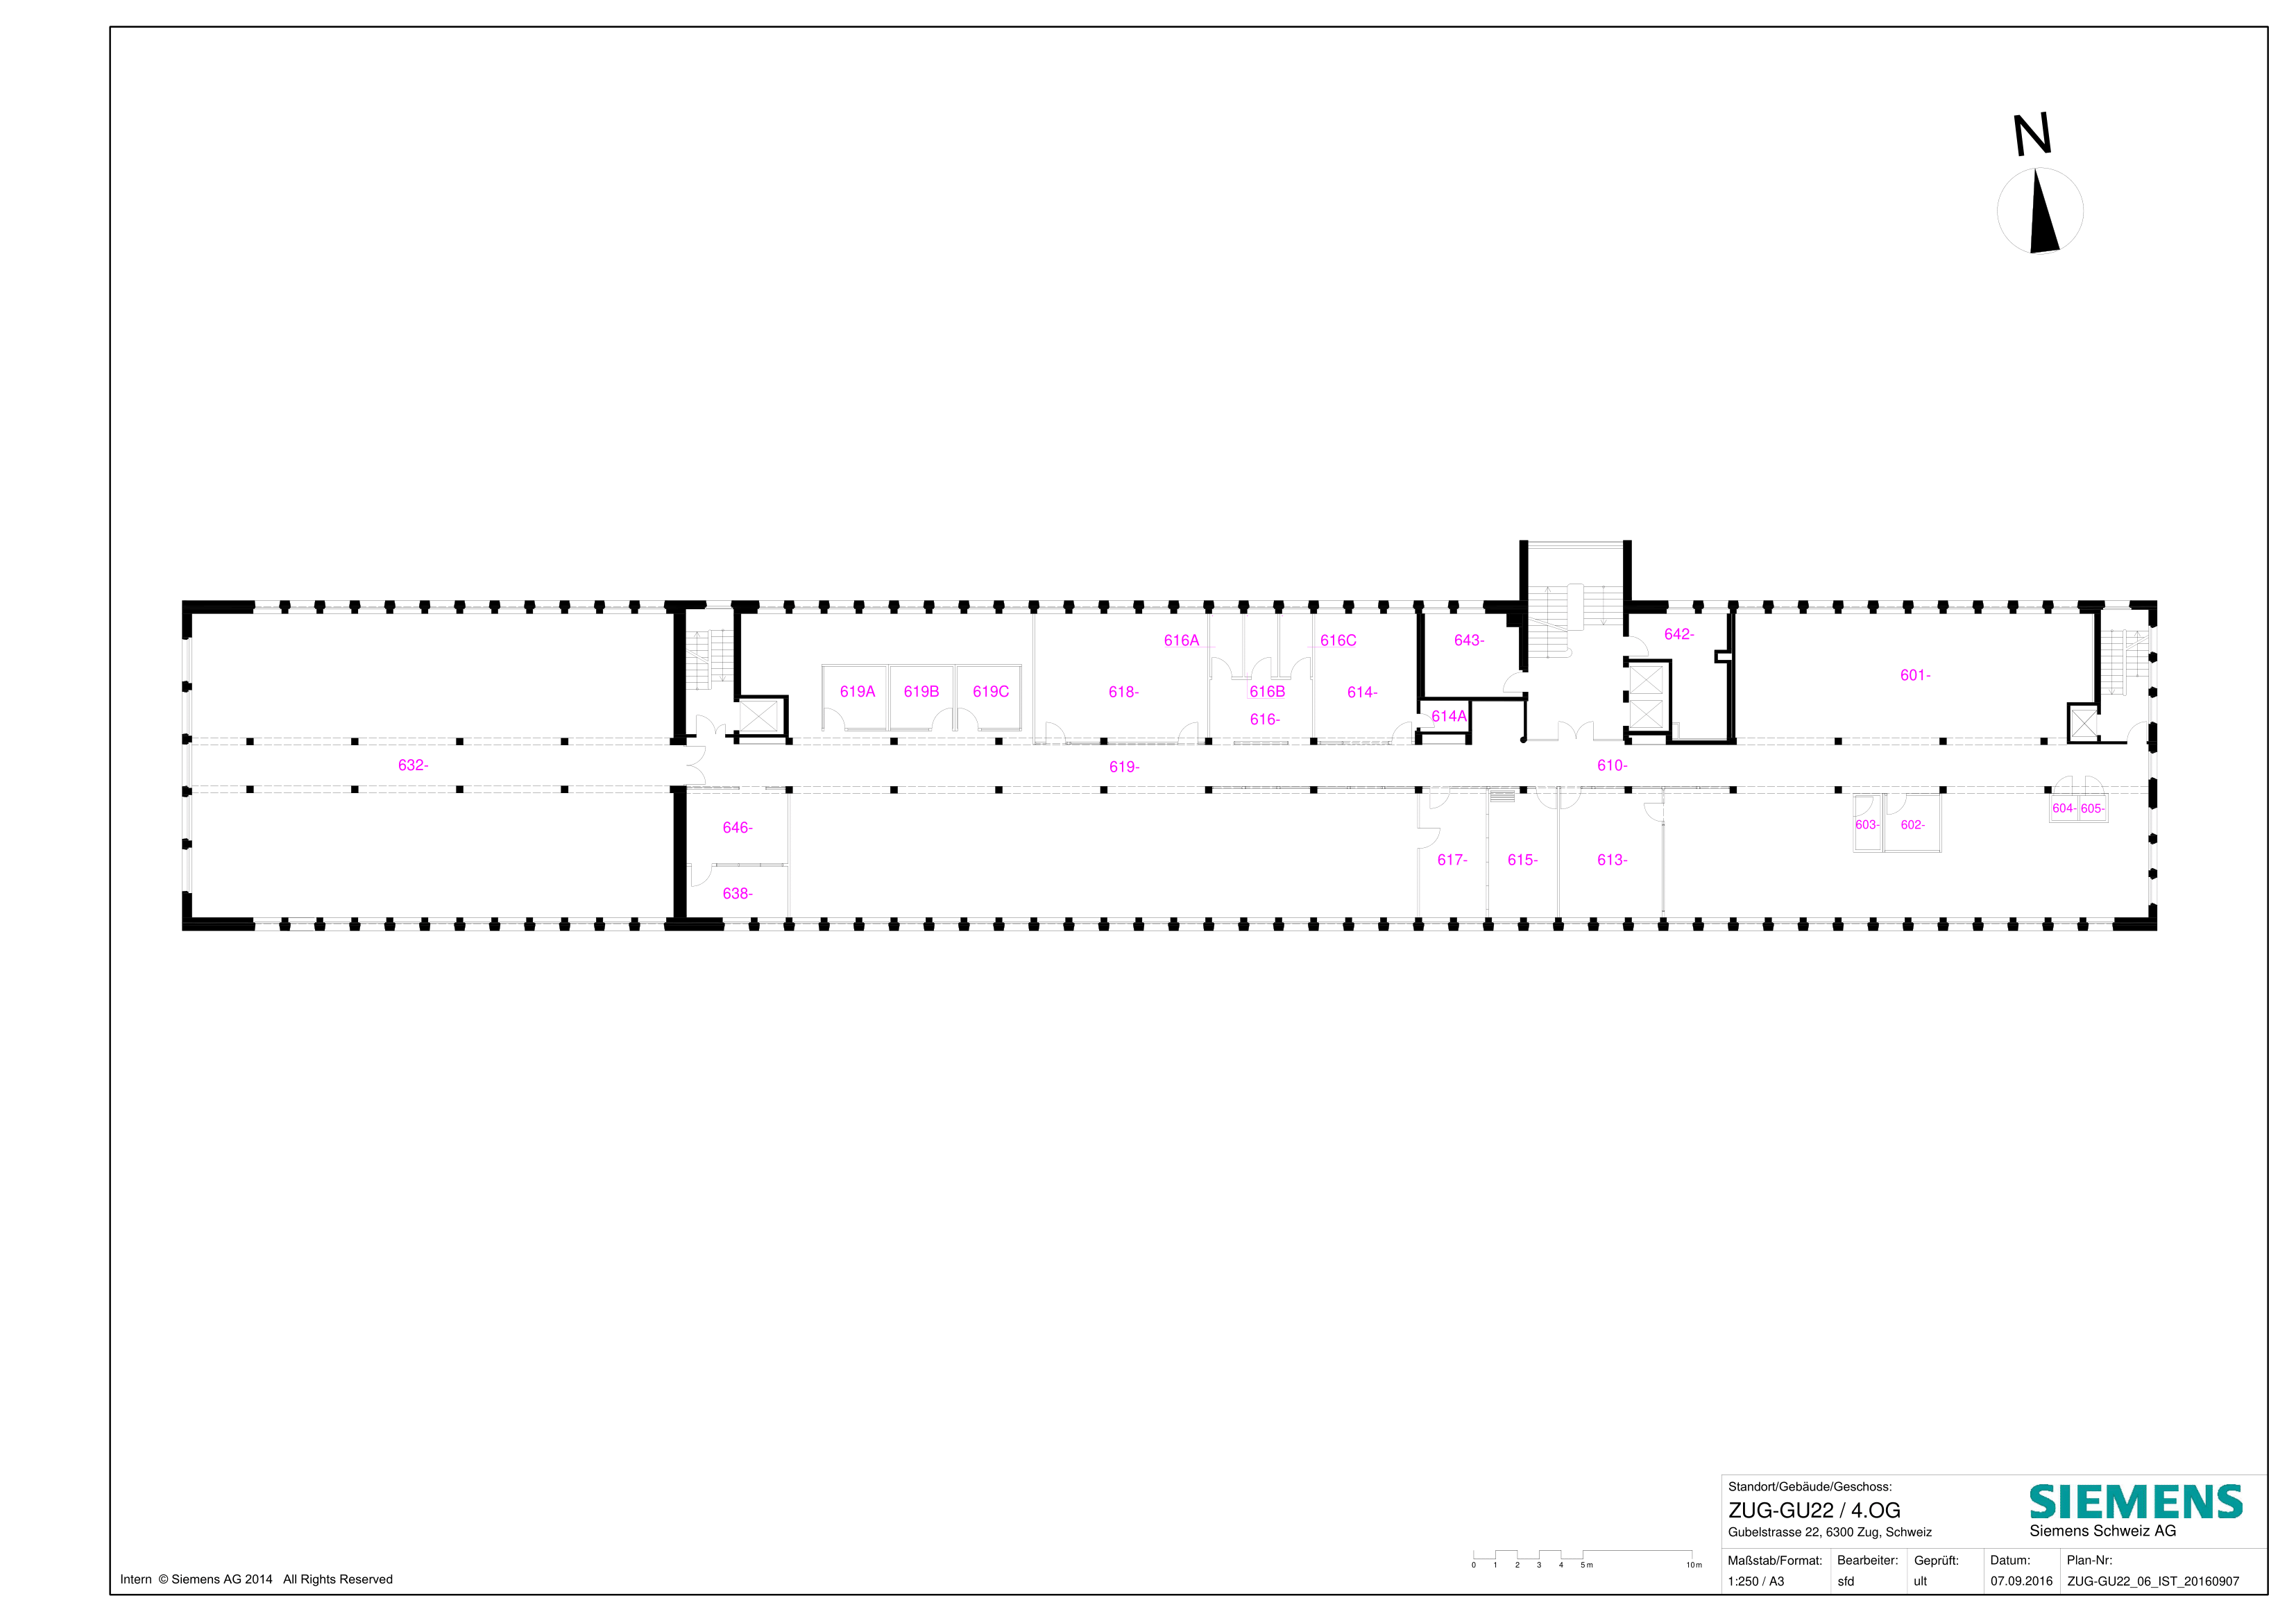 N
616A
616C
643-
642-
601-
619A
619B
619C
618-
616B
614-
616-
614A
632-
619-
610-
604-
605-
603-
602-
646-
617-
615-
613-
638-
Standort/Gebäude/Geschoss:
ZUG-GU22 / 4.OG
Gubelstrasse 22, 6300 Zug, Schweiz
SIEMENS
Siemens Schweiz AG
0 1 2 3 4 5 m 10 m
Maßstab/Format: Bearbeiter: Geprüft: Datum: Plan-Nr:
1:250 / A3 sfd ult 07.09.2016 ZUG-GU22_06_IST_20160907
Intern © Siemens AG 2014 All Rights Reserved